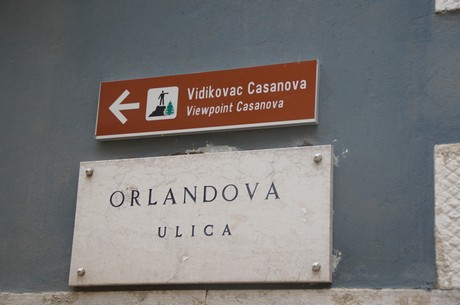 Vidikovac Casanova
Viewpoint Casanova
ORLANDOVA
ULICA